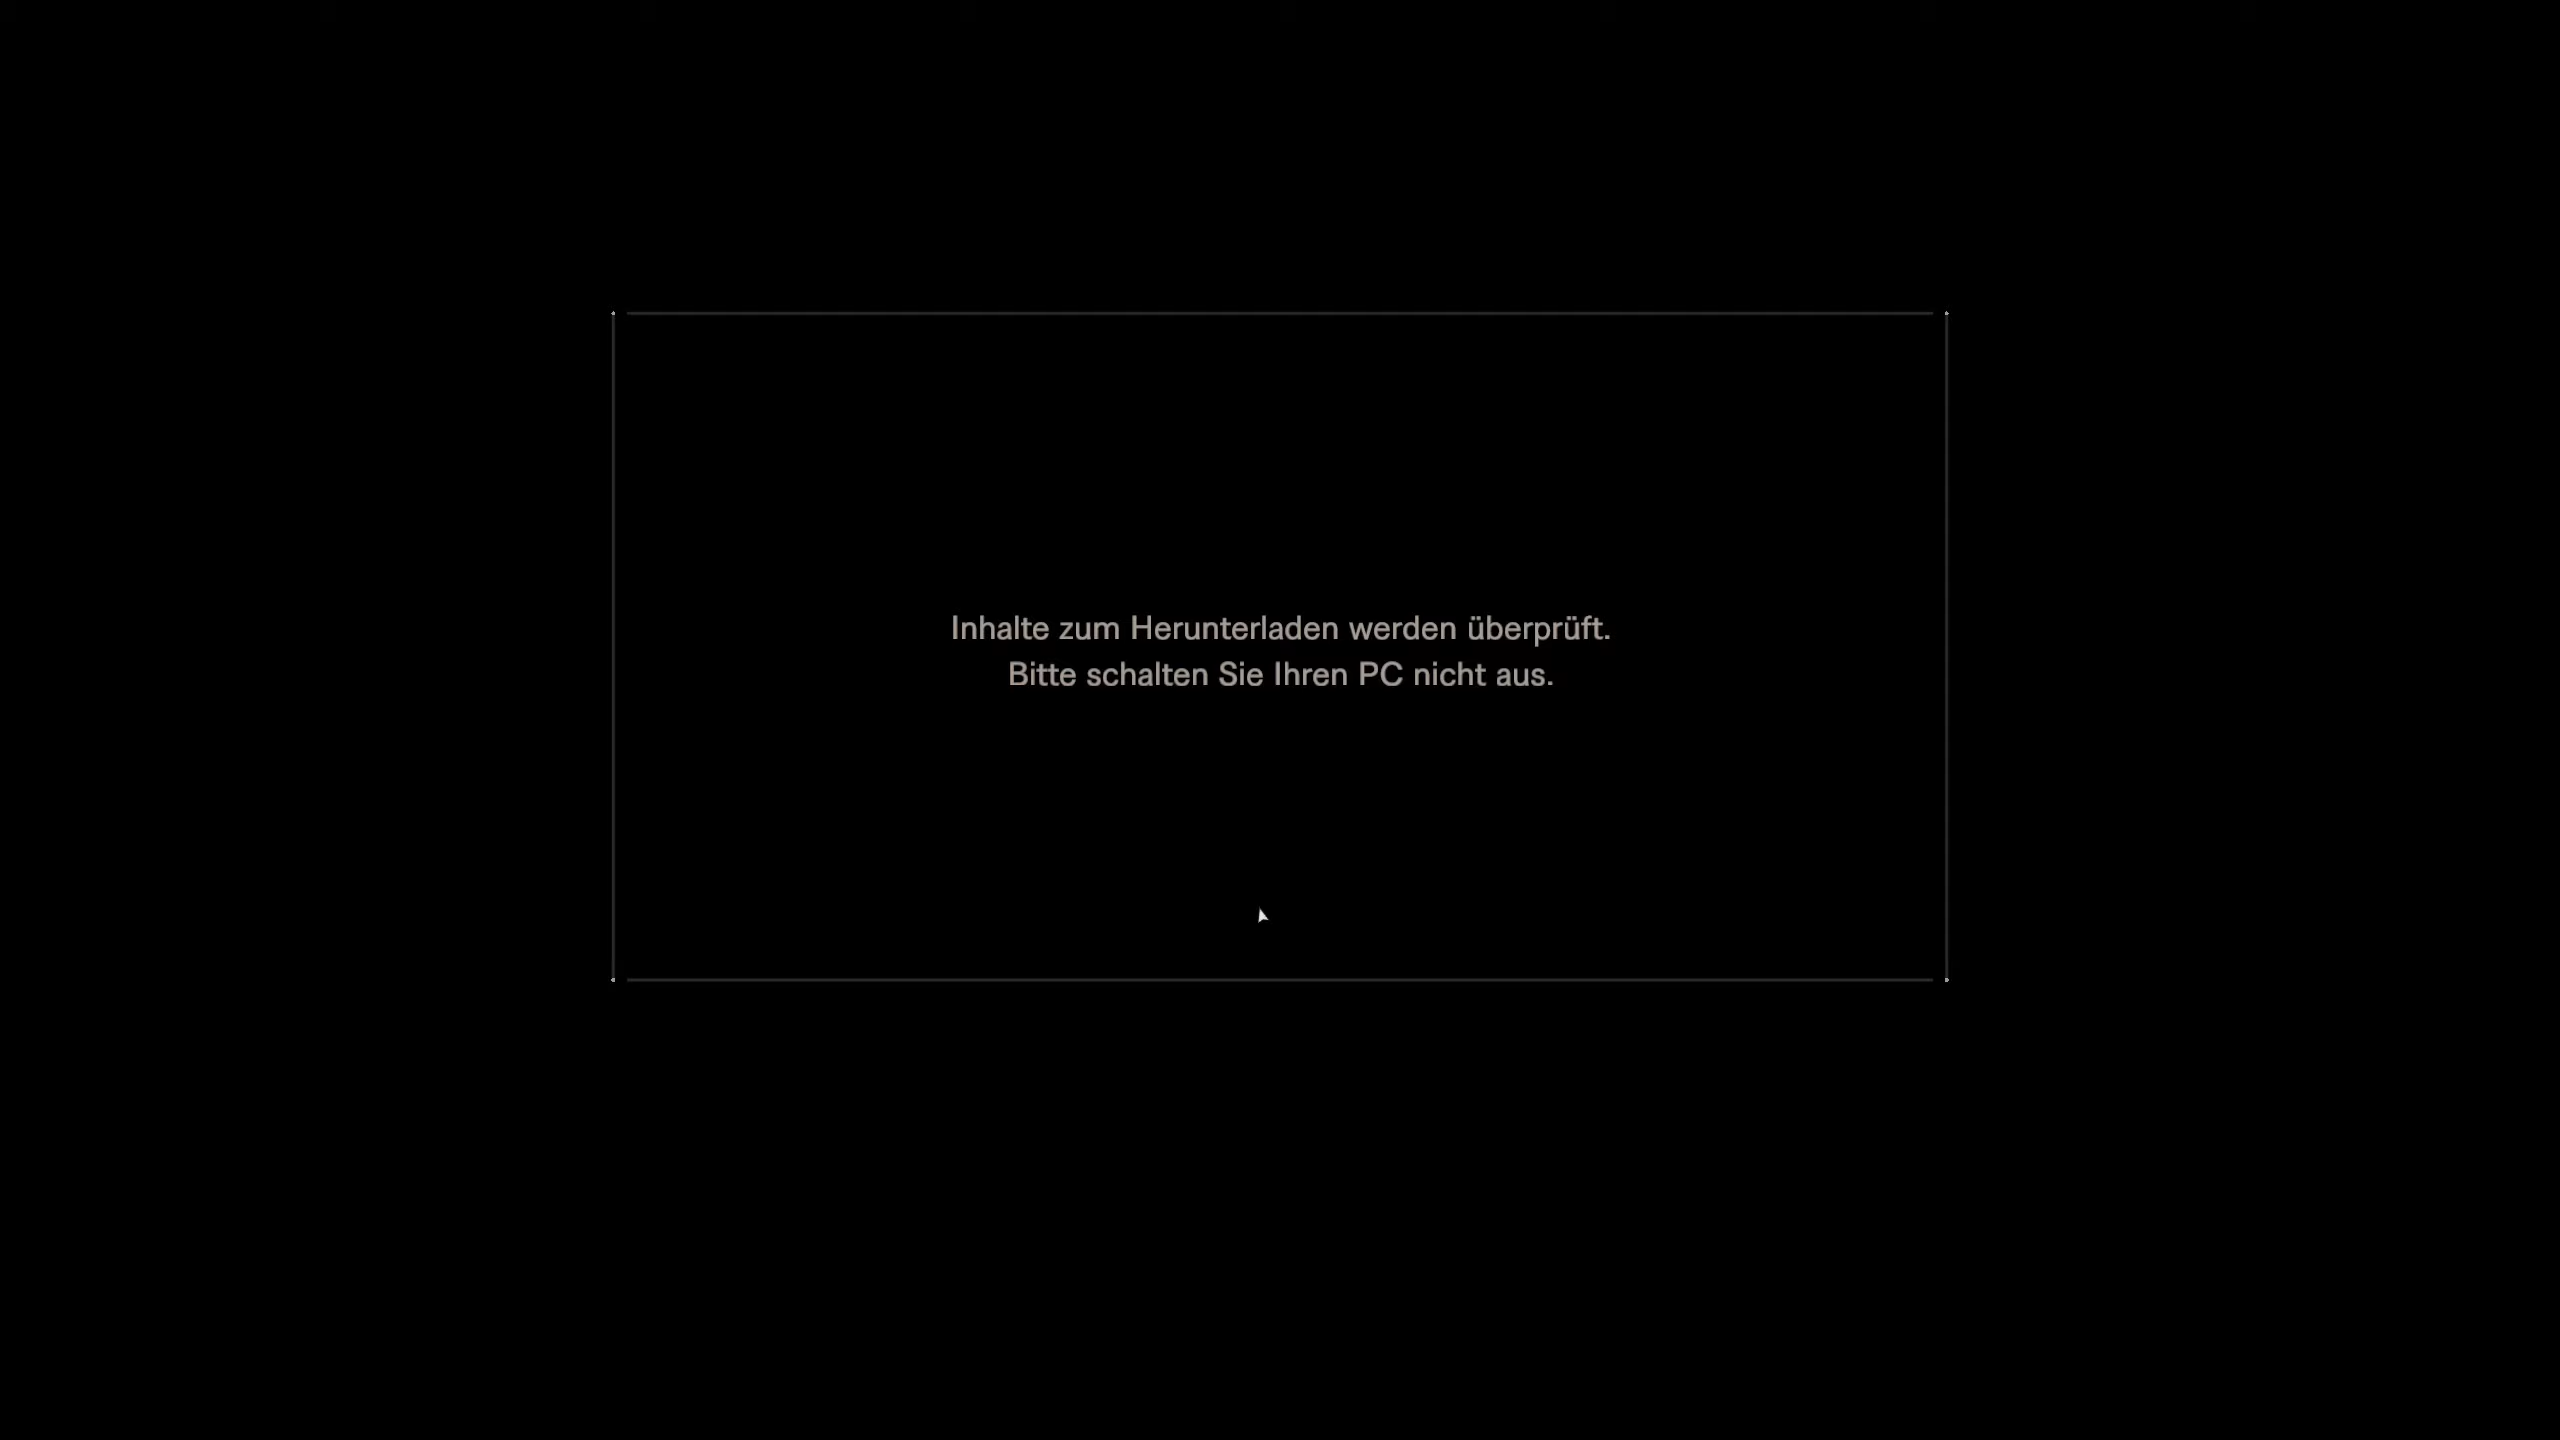 Inhalte zum Herunterladen werden überprüft.
Bitte schalten Sie Ihren PC nicht aus.